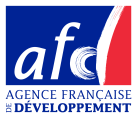 afd
AGENCE FRANÇAISE
DE DÉVELOPPEMENT